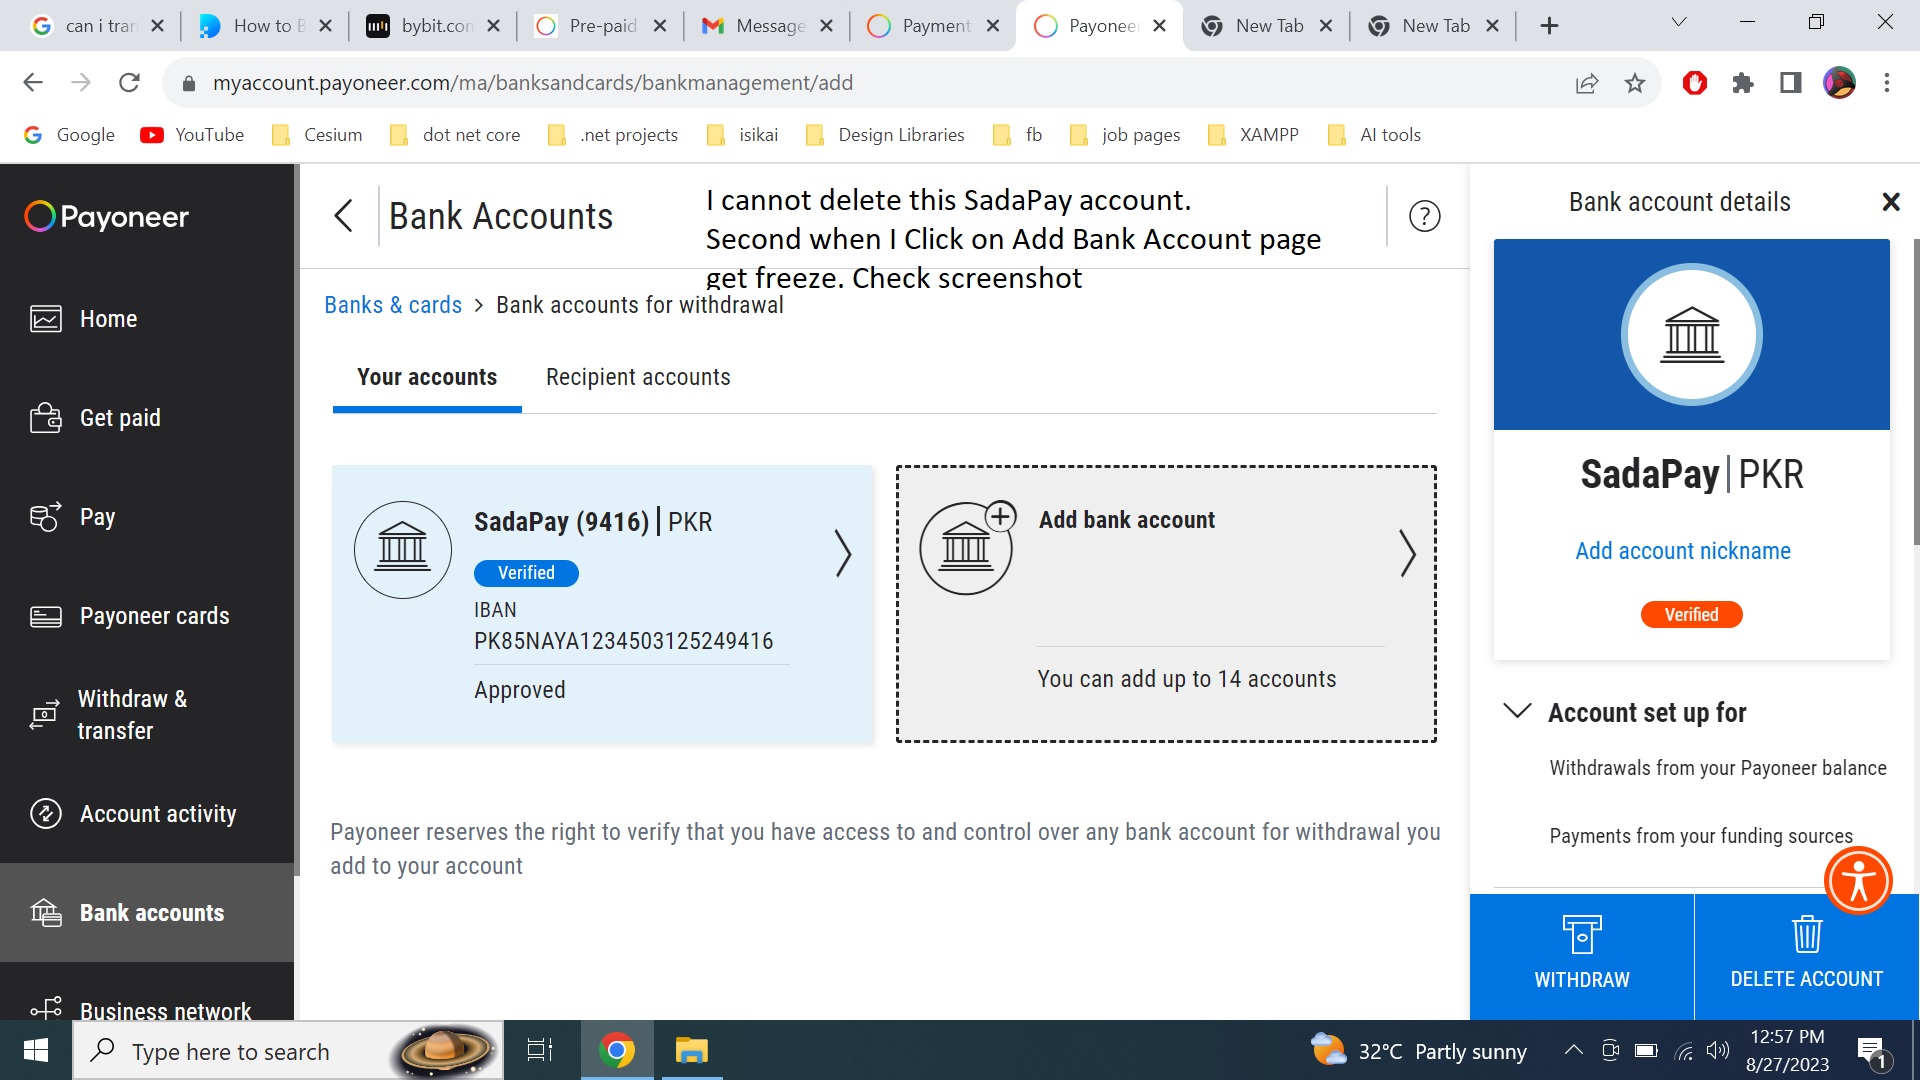 can i tran
How to B
bybit.con
Pre-paid
Message
Payment
Payonee
New Tab
New Tab
myaccount.payoneer.com/ma/banksandcards/bankmanagement/add
Google
YouTube
Cesium
dot net core
.net projects
isikai
Design Libraries
fb
job pages
XAMPP
AI tools
Payoneer
Home
Get paid
Pay
Payoneer cards
Withdraw &
transfer
Account activity
Bank accounts
Business network
Bank Accounts
I cannot delete this SadaPay account.
Second when I Click on Add Bank Account page
get freeze. Check screenshot
?
Banks & cards > Bank accounts for withdrawal
Your accounts
Recipient accounts
SadaPay (9416) | PKR
Verified
IBAN
PK85NAYA1234503125249416
Approved
Add bank account
You can add up to 14 accounts
Payoneer reserves the right to verify that you have access to and control over any bank account for withdrawal you
add to your account
Bank account details
SadaPay | PKR
Add account nickname
Verified
Account set up for
Withdrawals from your Payoneer balance
Payments from your funding sources
WITHDRAW
DELETE ACCOUNT
Type here to search
32°C Partly sunny
12:57 PM
8/27/2023
1